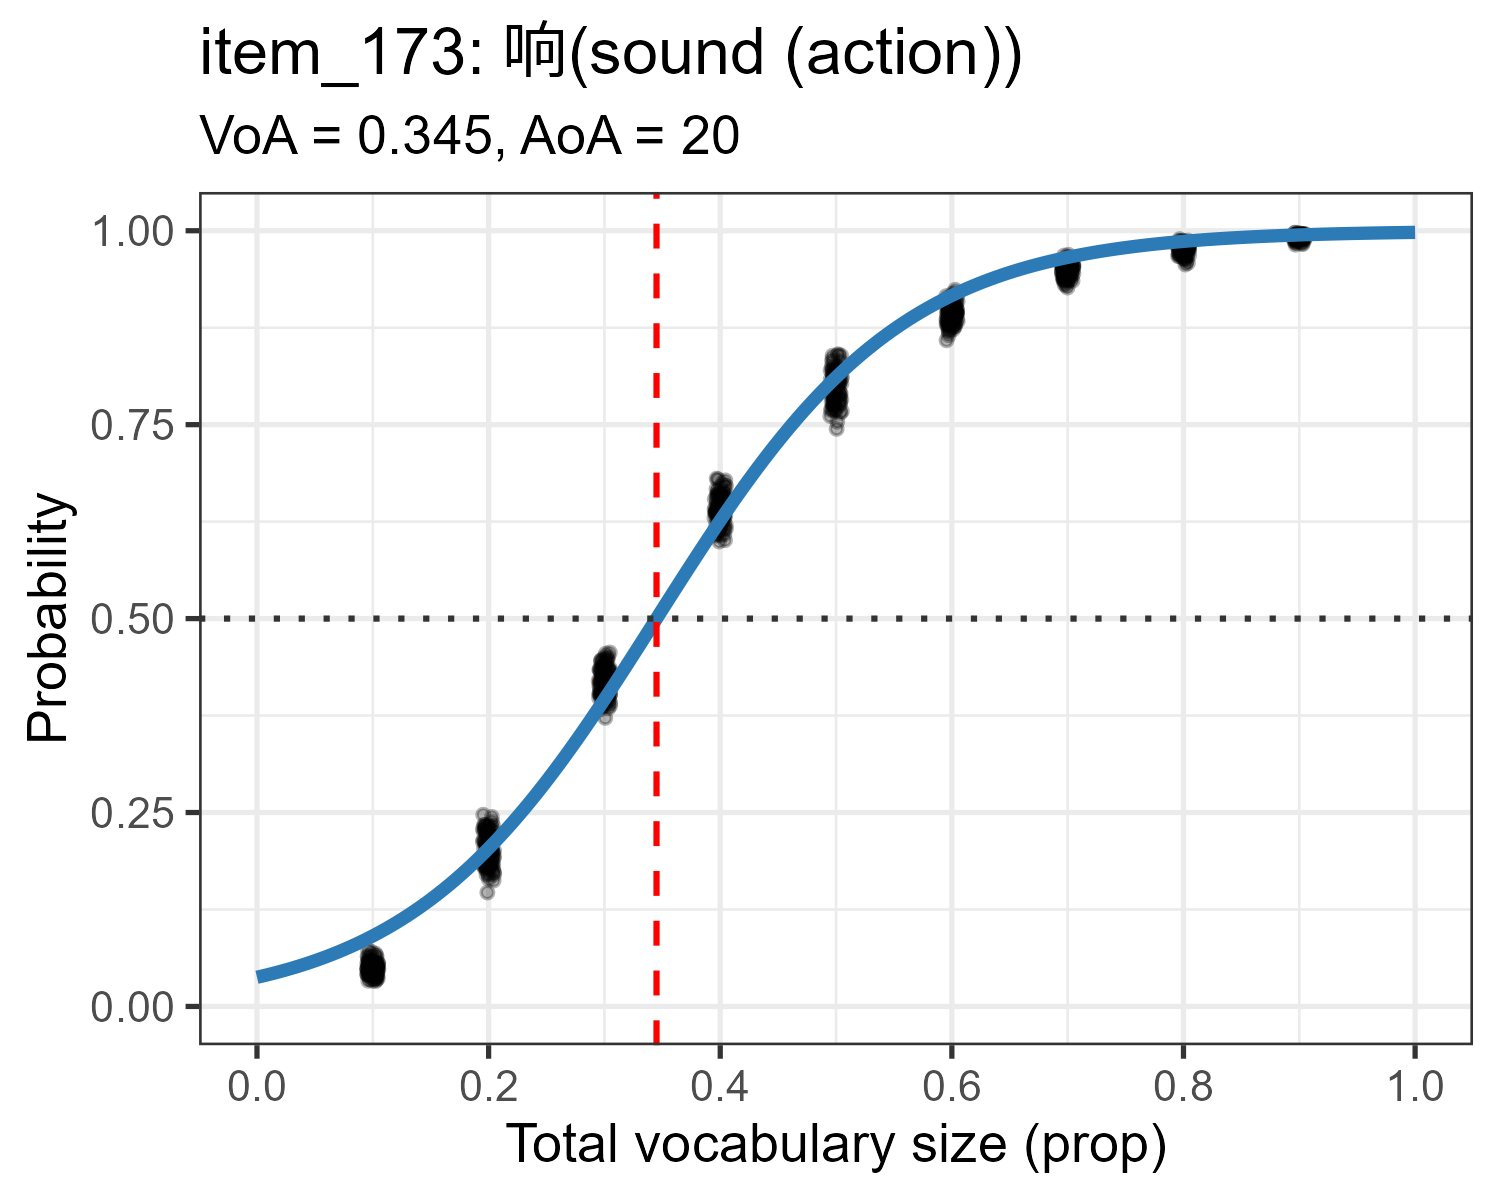 item_173: 响(sound (action))
VoA = 0.345, AoA = 20
1.00
0.75
0.50
0.25
0.00
Probability
0.0 0.2 0.4 0.6 0.8 1.0
Total vocabulary size (prop)